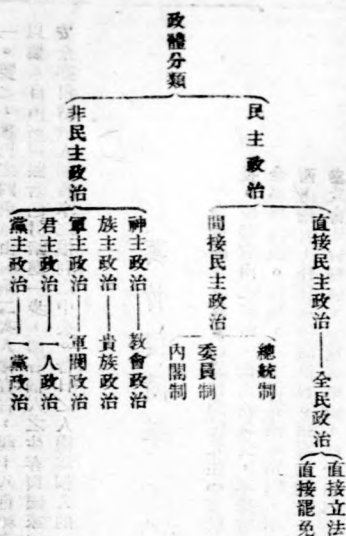 政體分類
民主政治
直接民主政治——全民政治
直接立法
直接罷免
間接民主政治
總統制
委員制
內閣制
非民主政治
神主政治——敎會政治
族主政治——貴族政治
軍主政治——軍閥政治
君主政治——一人政治
黨主政治——一黨政治